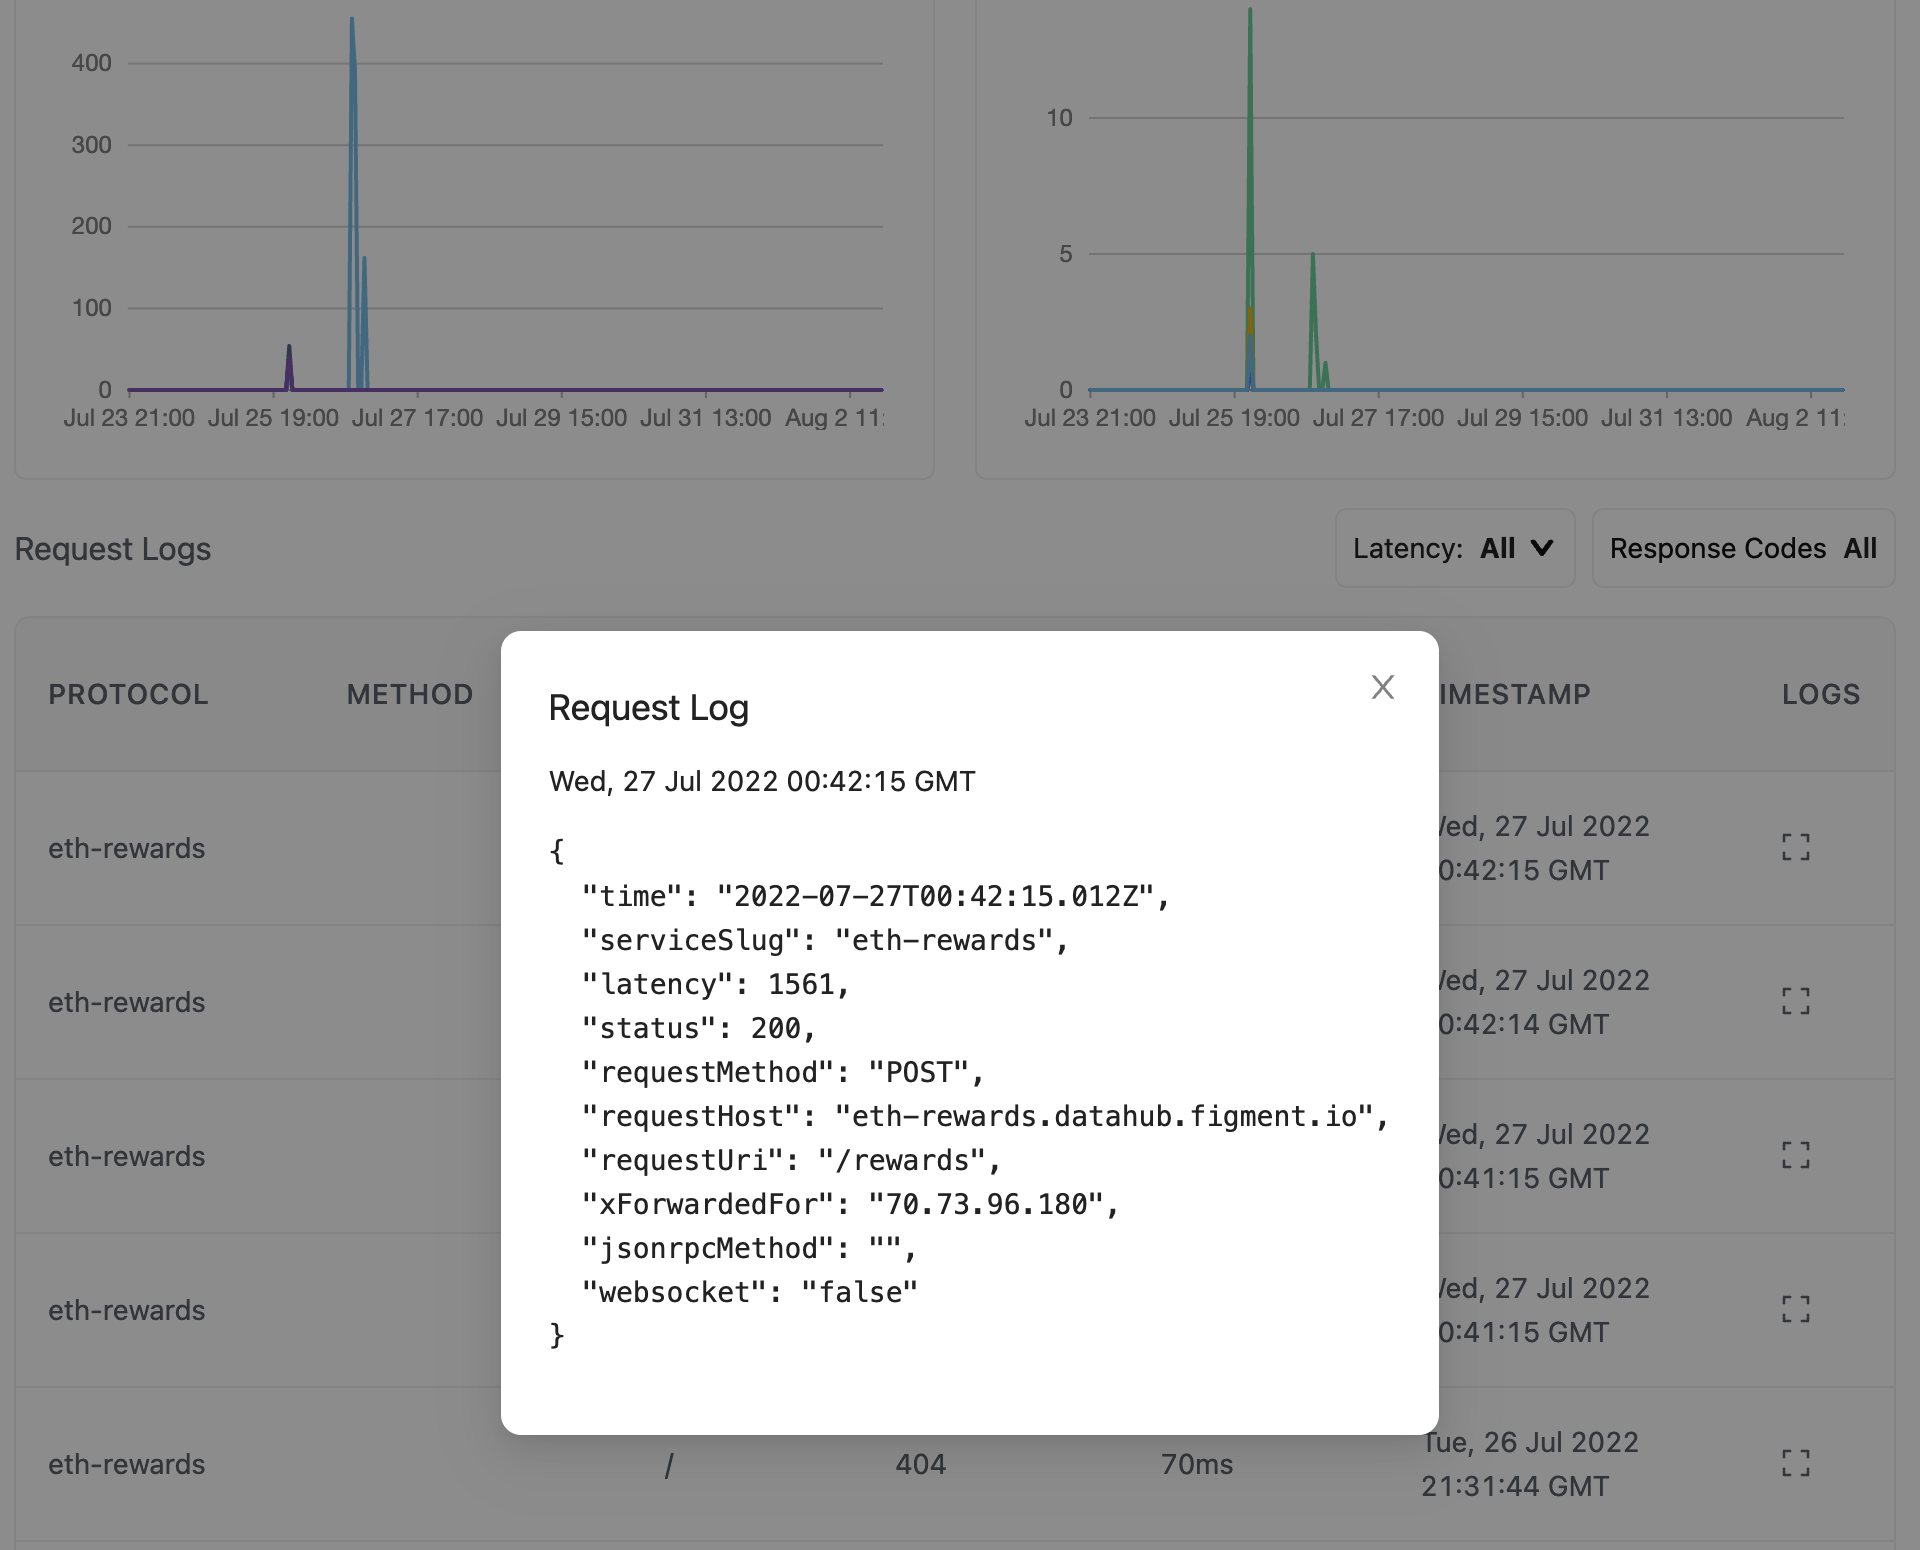 400
300
200
100
0
Jul 23 21:00 Jul 25 19:00 Jul 27 17:00 Jul 29 15:00 Jul 31 13:00 Aug 2 11:
10
5
0
Jul 23 21:00 Jul 25 19:00 Jul 27 17:00 Jul 29 15:00 Jul 31 13:00 Aug 2 11:
Request Logs
Latency: All
Response Codes All
PROTOCOL METHOD IMESTAMP LOGS
eth-rewards
Wed, 27 Jul 2022
0:42:15 GMT
eth-rewards
Wed, 27 Jul 2022
0:42:14 GMT
eth-rewards
Wed, 27 Jul 2022
0:41:15 GMT
eth-rewards
Wed, 27 Jul 2022
0:41:15 GMT
eth-rewards / 404 70ms
Tue, 26 Jul 2022
21:31:44 GMT
Request Log
X
Wed, 27 Jul 2022 00:42:15 GMT
{
"time": "2022-07-27T00:42:15.012Z",
"serviceSlug": "eth-rewards",
"latency": 1561,
"status": 200,
"requestMethod": "POST",
"requestHost": "eth-rewards.datahub.figment.io",
"requestUri": "/rewards",
"xForwardedFor": "70.73.96.180",
"jsonrpcMethod": "",
"websocket": "false"
}